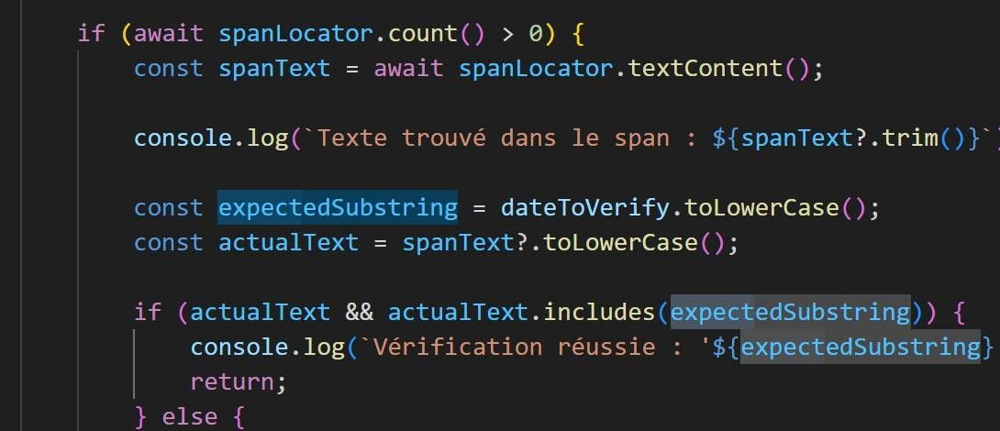 if (await spanLocator.count() > 0) {
const spanText = await spanLocator.textContent();
console.log(`Texte trouvé dans le span : ${spanText?.trim()}`)
const expectedSubstring = dateToVerify.toLowerCase();
const actualText = spanText?.toLowerCase();
if (actualText && actualText.includes(expectedSubstring)) {
console.log(`Vérification réussie : '${expectedSubstring}
return;
} else {